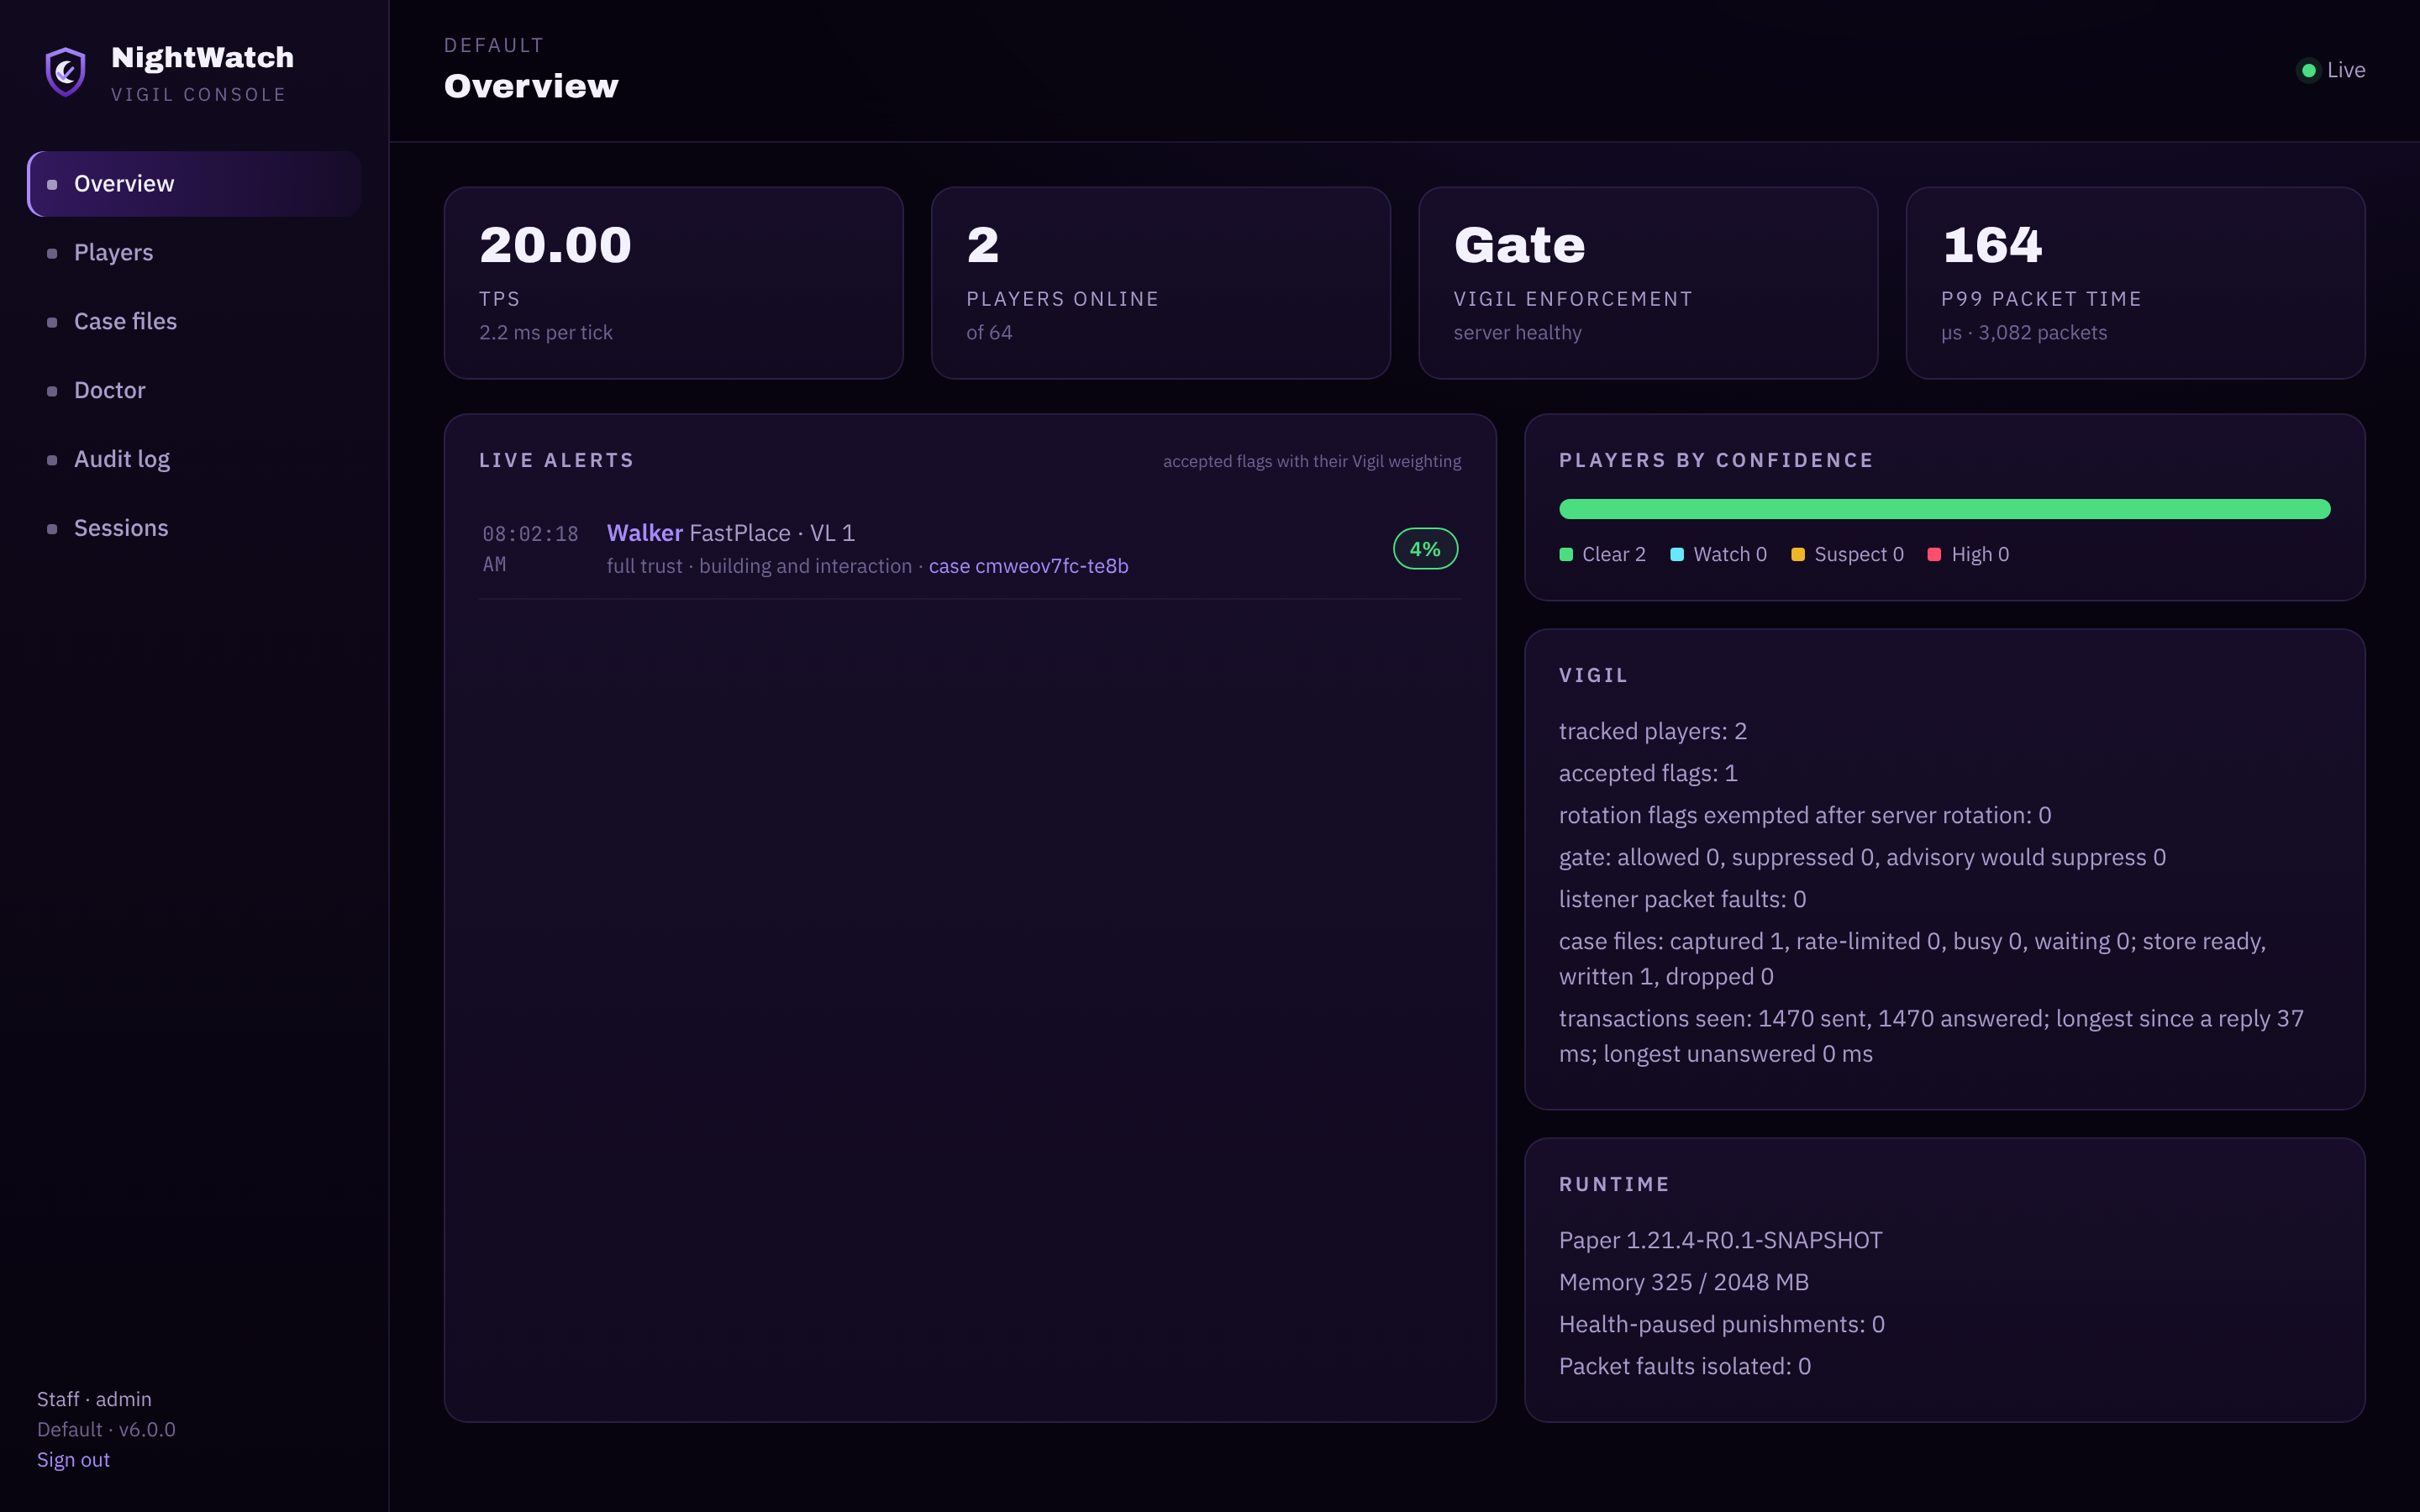 NightWatch
VIGIL CONSOLE
Overview
Players
Case files
Doctor
Audit log
Sessions
Staff · admin
Default · v6.0.0
Sign out
DEFAULT
Overview
Live
20.00
TPS
2.2 ms per tick
2
PLAYERS ONLINE
of 64
Gate
VIGIL ENFORCEMENT
server healthy
164
P99 PACKET TIME
µs · 3,082 packets
LIVE ALERTS
accepted flags with their Vigil weighting
08:02:18 AM
Walker FastPlace · VL 1
full trust · building and interaction · case cmweov7fc-te8b
4%
PLAYERS BY CONFIDENCE
Clear 2 Watch 0 Suspect 0 High 0
VIGIL
tracked players: 2
accepted flags: 1
rotation flags exempted after server rotation: 0
gate: allowed 0, suppressed 0, advisory would suppress 0
listener packet faults: 0
case files: captured 1, rate-limited 0, busy 0, waiting 0; store ready,
written 1, dropped 0
transactions seen: 1470 sent, 1470 answered; longest since a reply 37
ms; longest unanswered 0 ms
RUNTIME
Paper 1.21.4-R0.1-SNAPSHOT
Memory 325 / 2048 MB
Health-paused punishments: 0
Packet faults isolated: 0